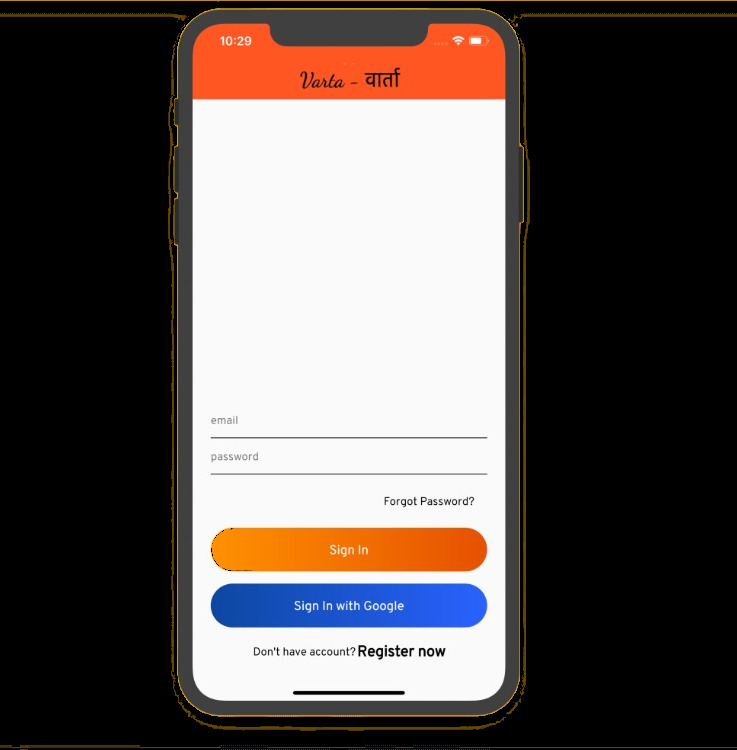 10:29
Varta - वार्ता
email
password
Forgot Password?
Sign In
Sign In with Google
Don't have account? Register now